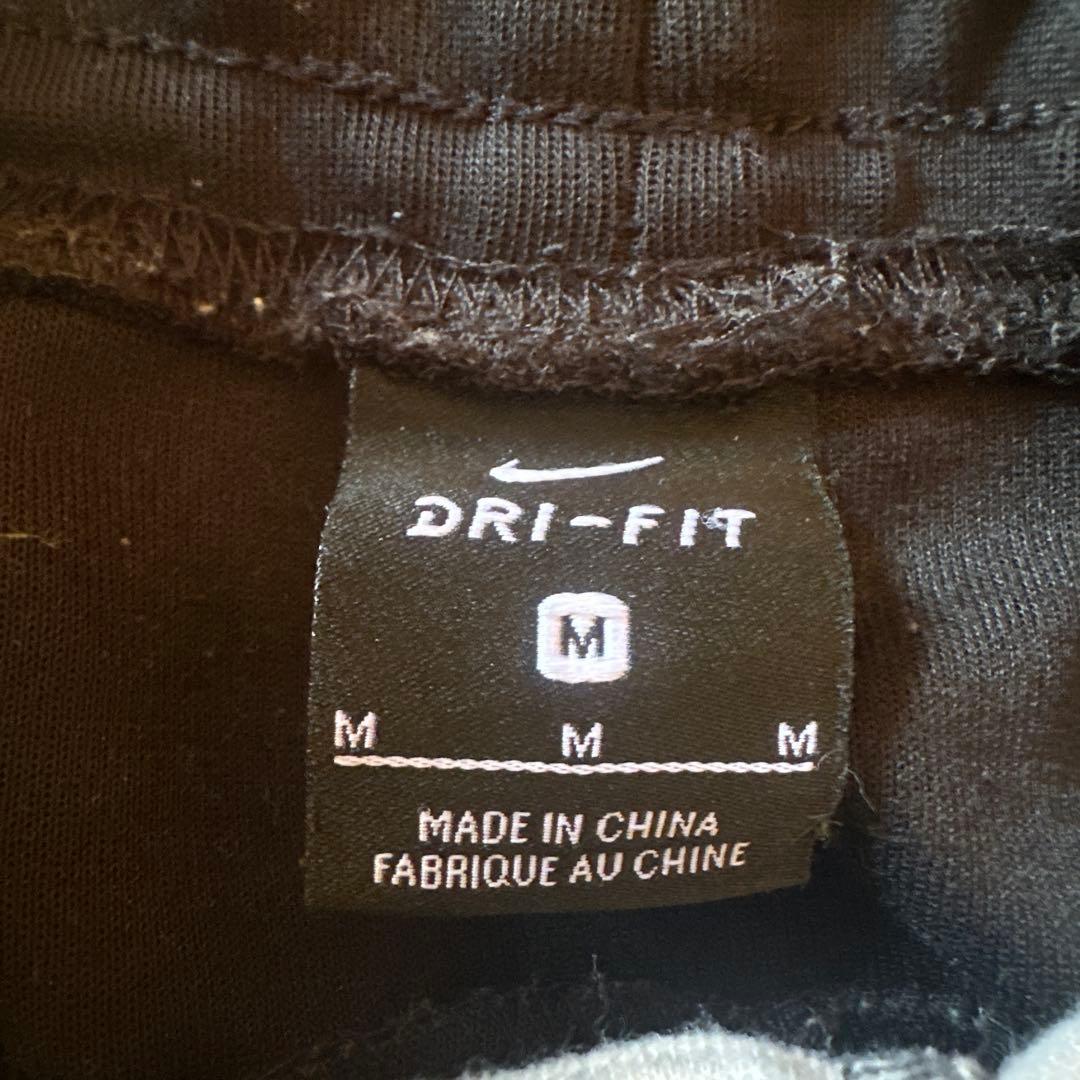 DRI-FIT
M
M M M
MADE IN CHINA
FABRIQUE AU CHINE